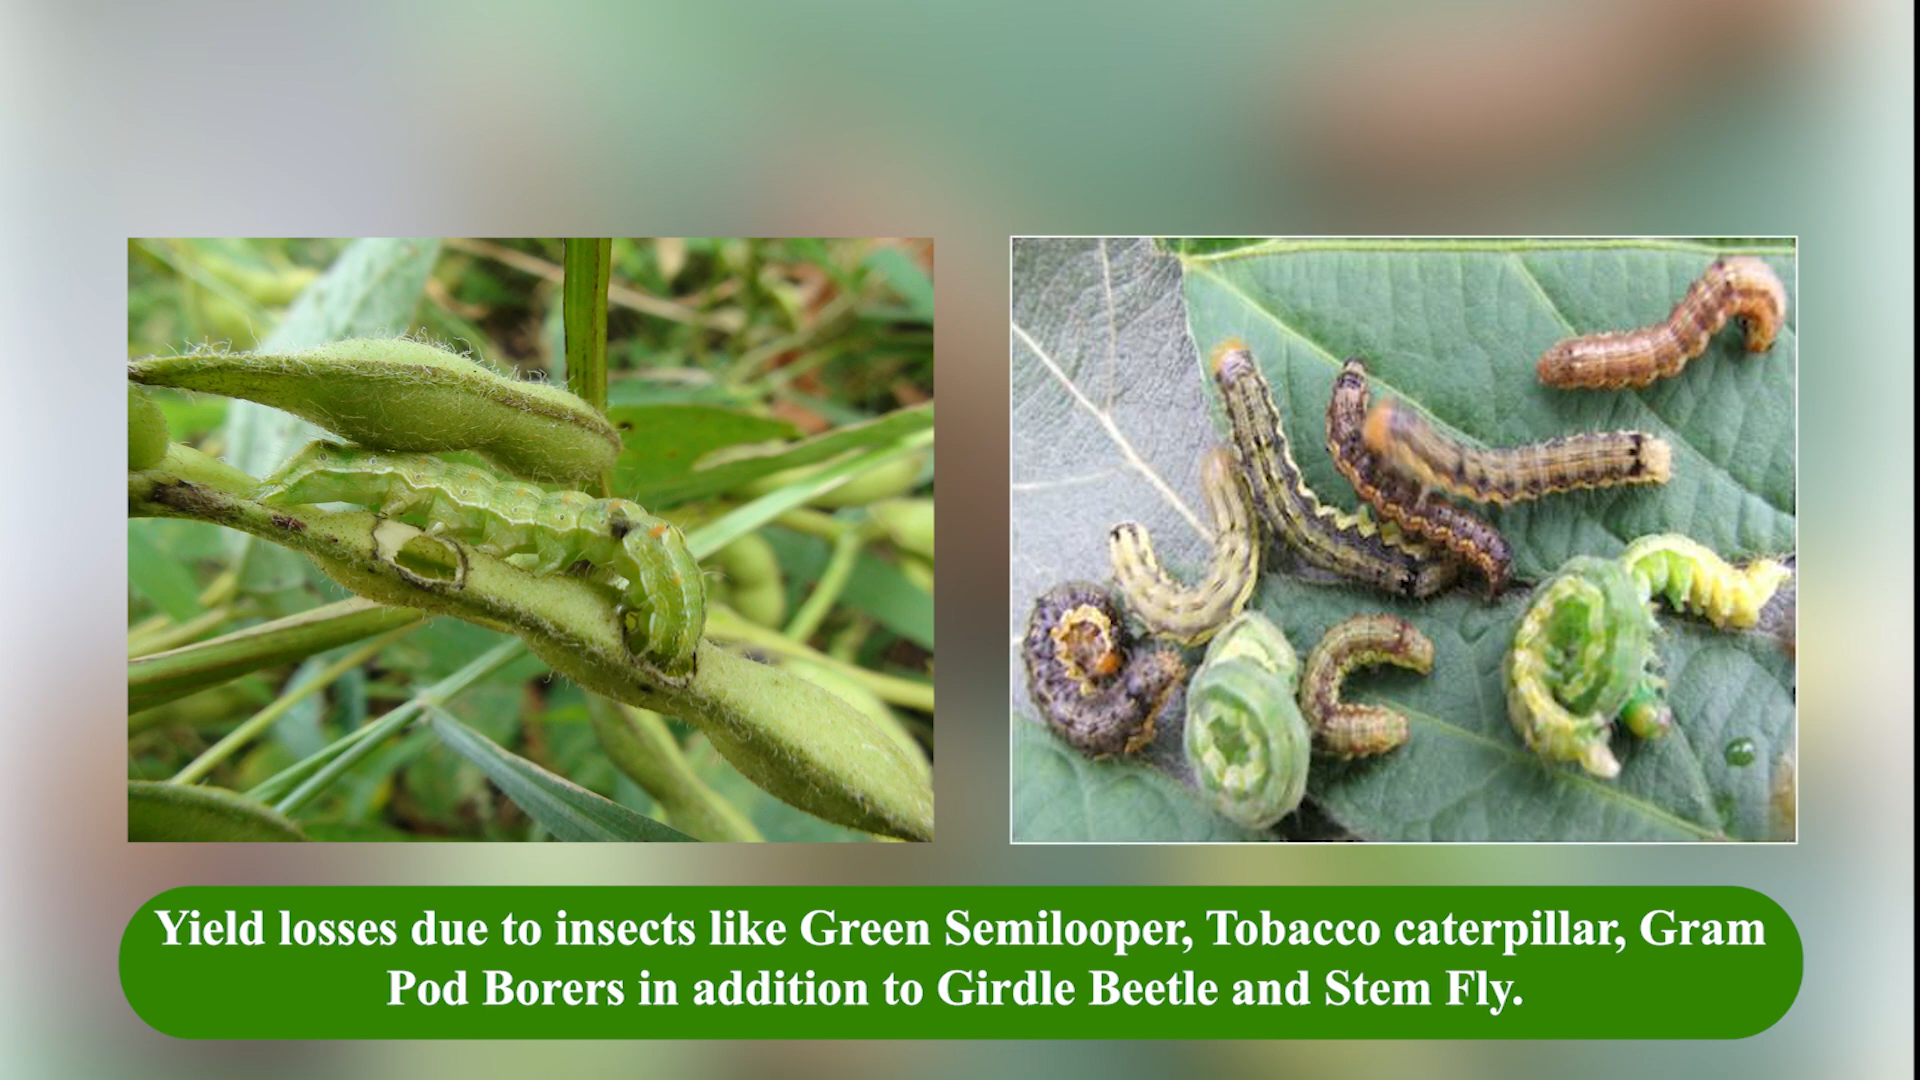 Yield losses due to insects like Green Semilooper, Tobacco caterpillar, Gram
Pod Borers in addition to Girdle Beetle and Stem Fly.